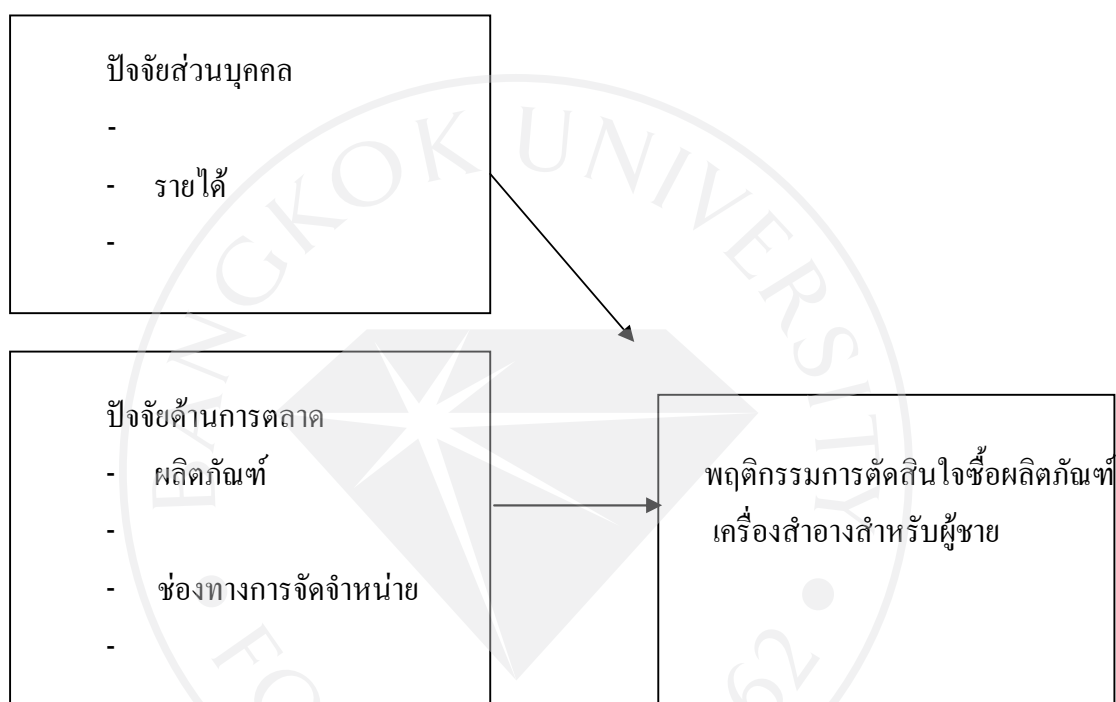 ปัจจัยส่วนบุคคล
-
- รายได้
-
ปัจจัยด้านการตลาด
- ผลิตภัณฑ์
-
- ช่องทางการจัดจำหน่าย
-
พฤติกรรมการตัดสินใจซื้อผลิตภัณฑ์
เครื่องสำอางสำหรับผู้ชาย
BANGKOK UNIVERSITY